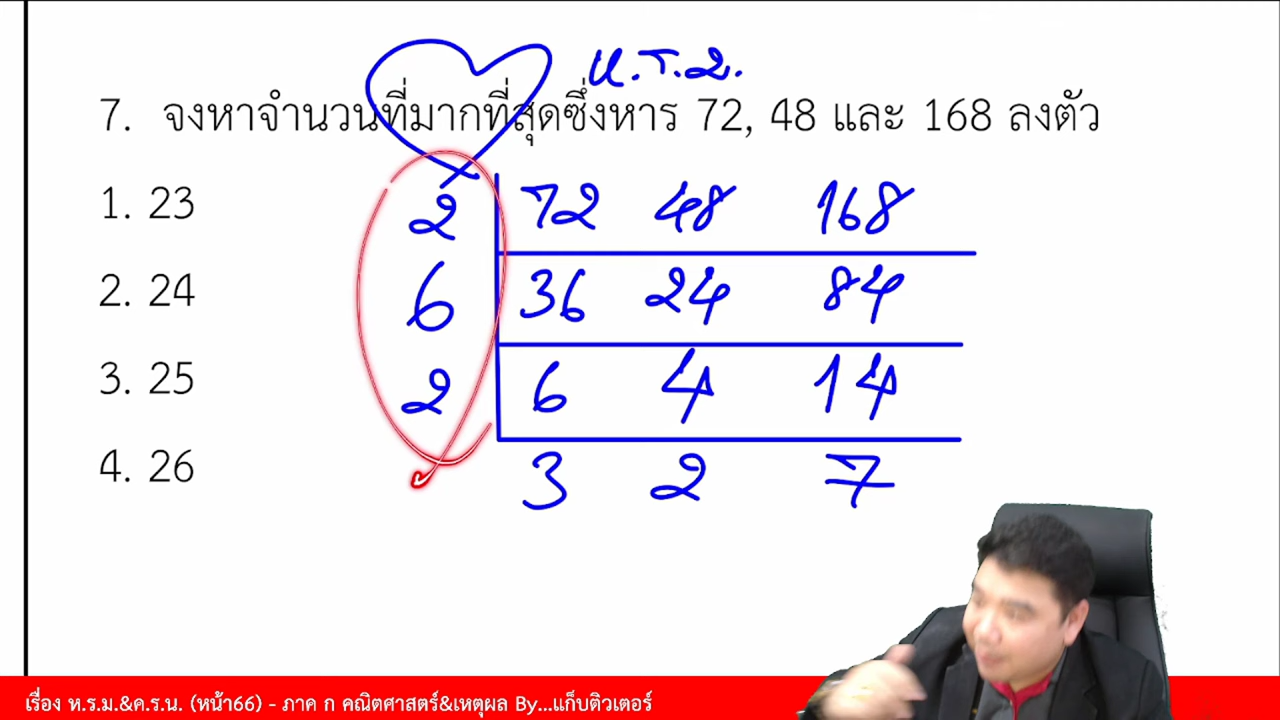 ห.ร.ม.
7. จงหาจำนวนที่มากที่สุดซึ่งหาร 72, 48 และ 168 ลงตัว
1. 23
2 72 48 168
2. 24
6 36 24 84
3. 25
2 6 4 14
4. 26
3 2 7
เรื่อง ห.ร.ม.&ค.ร.น. (หน้า66) - ภาค ก คณิตศาสตร์&เหตุผล By...แก็บติวเตอร์